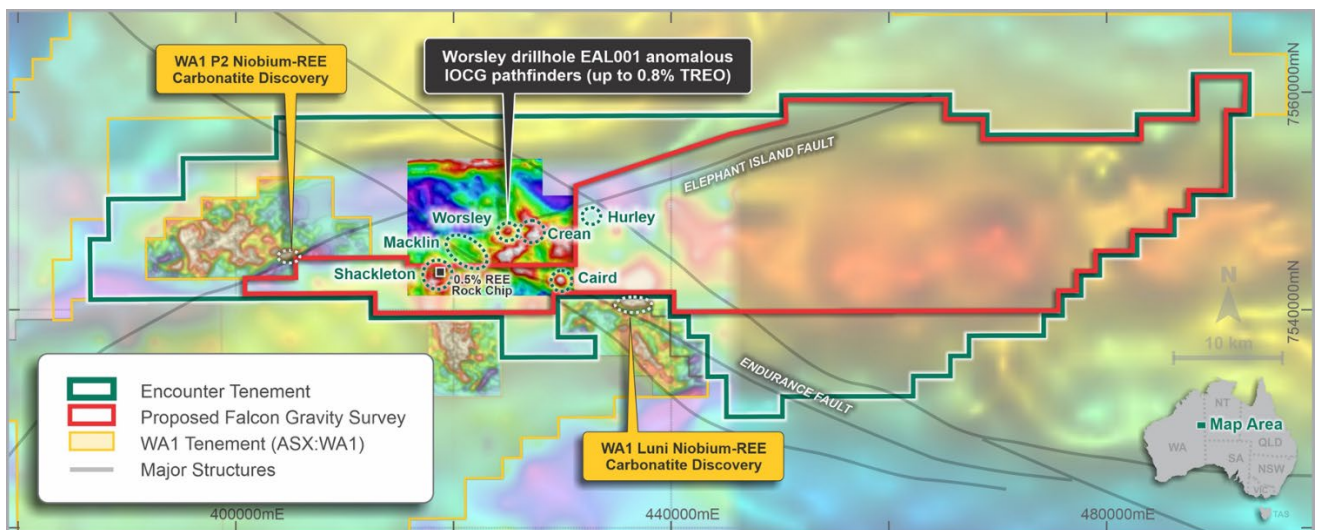 WA1 P2 Niobium-REE
Carbonatite Discovery
Worsley drillhole EAL001 anomalous
IOCG pathfinders (up to 0.8% TREO)
7560000mN
ELEPHANT ISLAND FAULT
Worsley
Hurley
Crean
Macklin
Shackleton
0.5% REE
Rock Chip
Caird
N
7540000mN
10 km
ENDURANCE FAULT
Encounter Tenement
Proposed Falcon Gravity Survey
WA1 Tenement (ASX:WA1)
Major Structures
WA1 Luni Niobium-REE
Carbonatite Discovery
NT
Map Area
WA
QLD
SA
NSW
VIC
TAS
400000mE
440000mE
480000mE